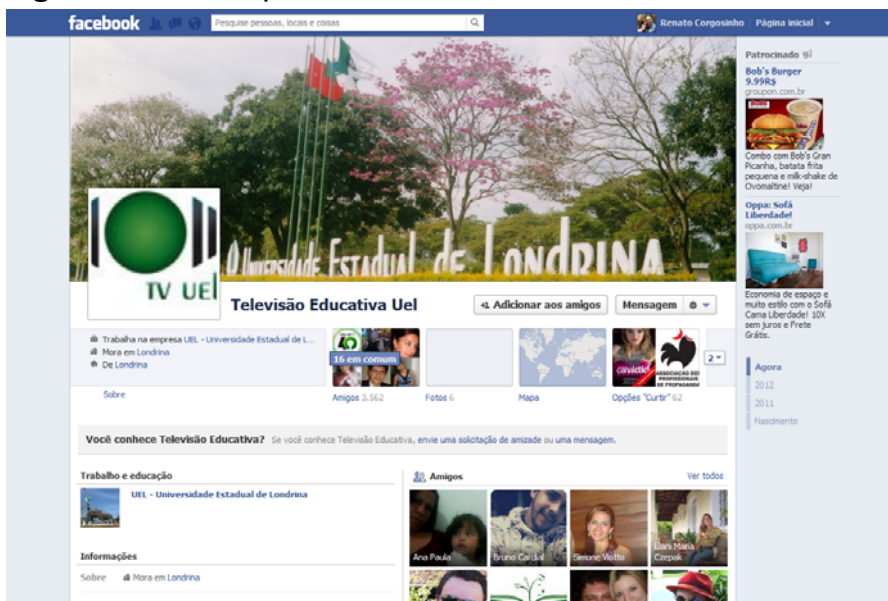 facebook
Pesquise pessoas, locais e coisas
Renato Corgosinho Página inicial
UNIVERSIDADE ESTADUAL DE LONDRINA
TV UEL
Televisão Educativa Uel
Adicionar aos amigos
Mensagem
Trabalha na empresa UEL - Universidade Estadual de L...
Mora em Londrina
De Londrina
Sobre
16 em comum
Amigos 3.562
Fotos 6
Mapa
canaletic
ASSOCIAÇÃO DOS
PROFISSIONAIS
DE PROPAGANDA
Opções "Curtir" 62
2
Você conhece Televisão Educativa? Se você conhece Televisão Educativa, envie uma solicitação de amizade ou uma mensagem.
Trabalho e educação
UEL - Universidade Estadual de Londrina
Informações
Sobre Mora em Londrina
Amigos
Ver todos
Ana Paula
Bruno Cardial
Simone Viotto
Elani Maria
Czepak
Patrocinado
Bob's Burger
9.99R$
groupon.com.br
Combo com Bob's Gran
Picanha, batata frita
pequena e milk-shake de
Ovomaltine! Veja!
Oppa: Sofá
Liberdade!
oppa.com.br
Economia de espaço e
muito estilo com o Sofá
Cama Liberdade! 10X
sem juros e Frete
Grátis.
Agora
2012
2011
Nascimento